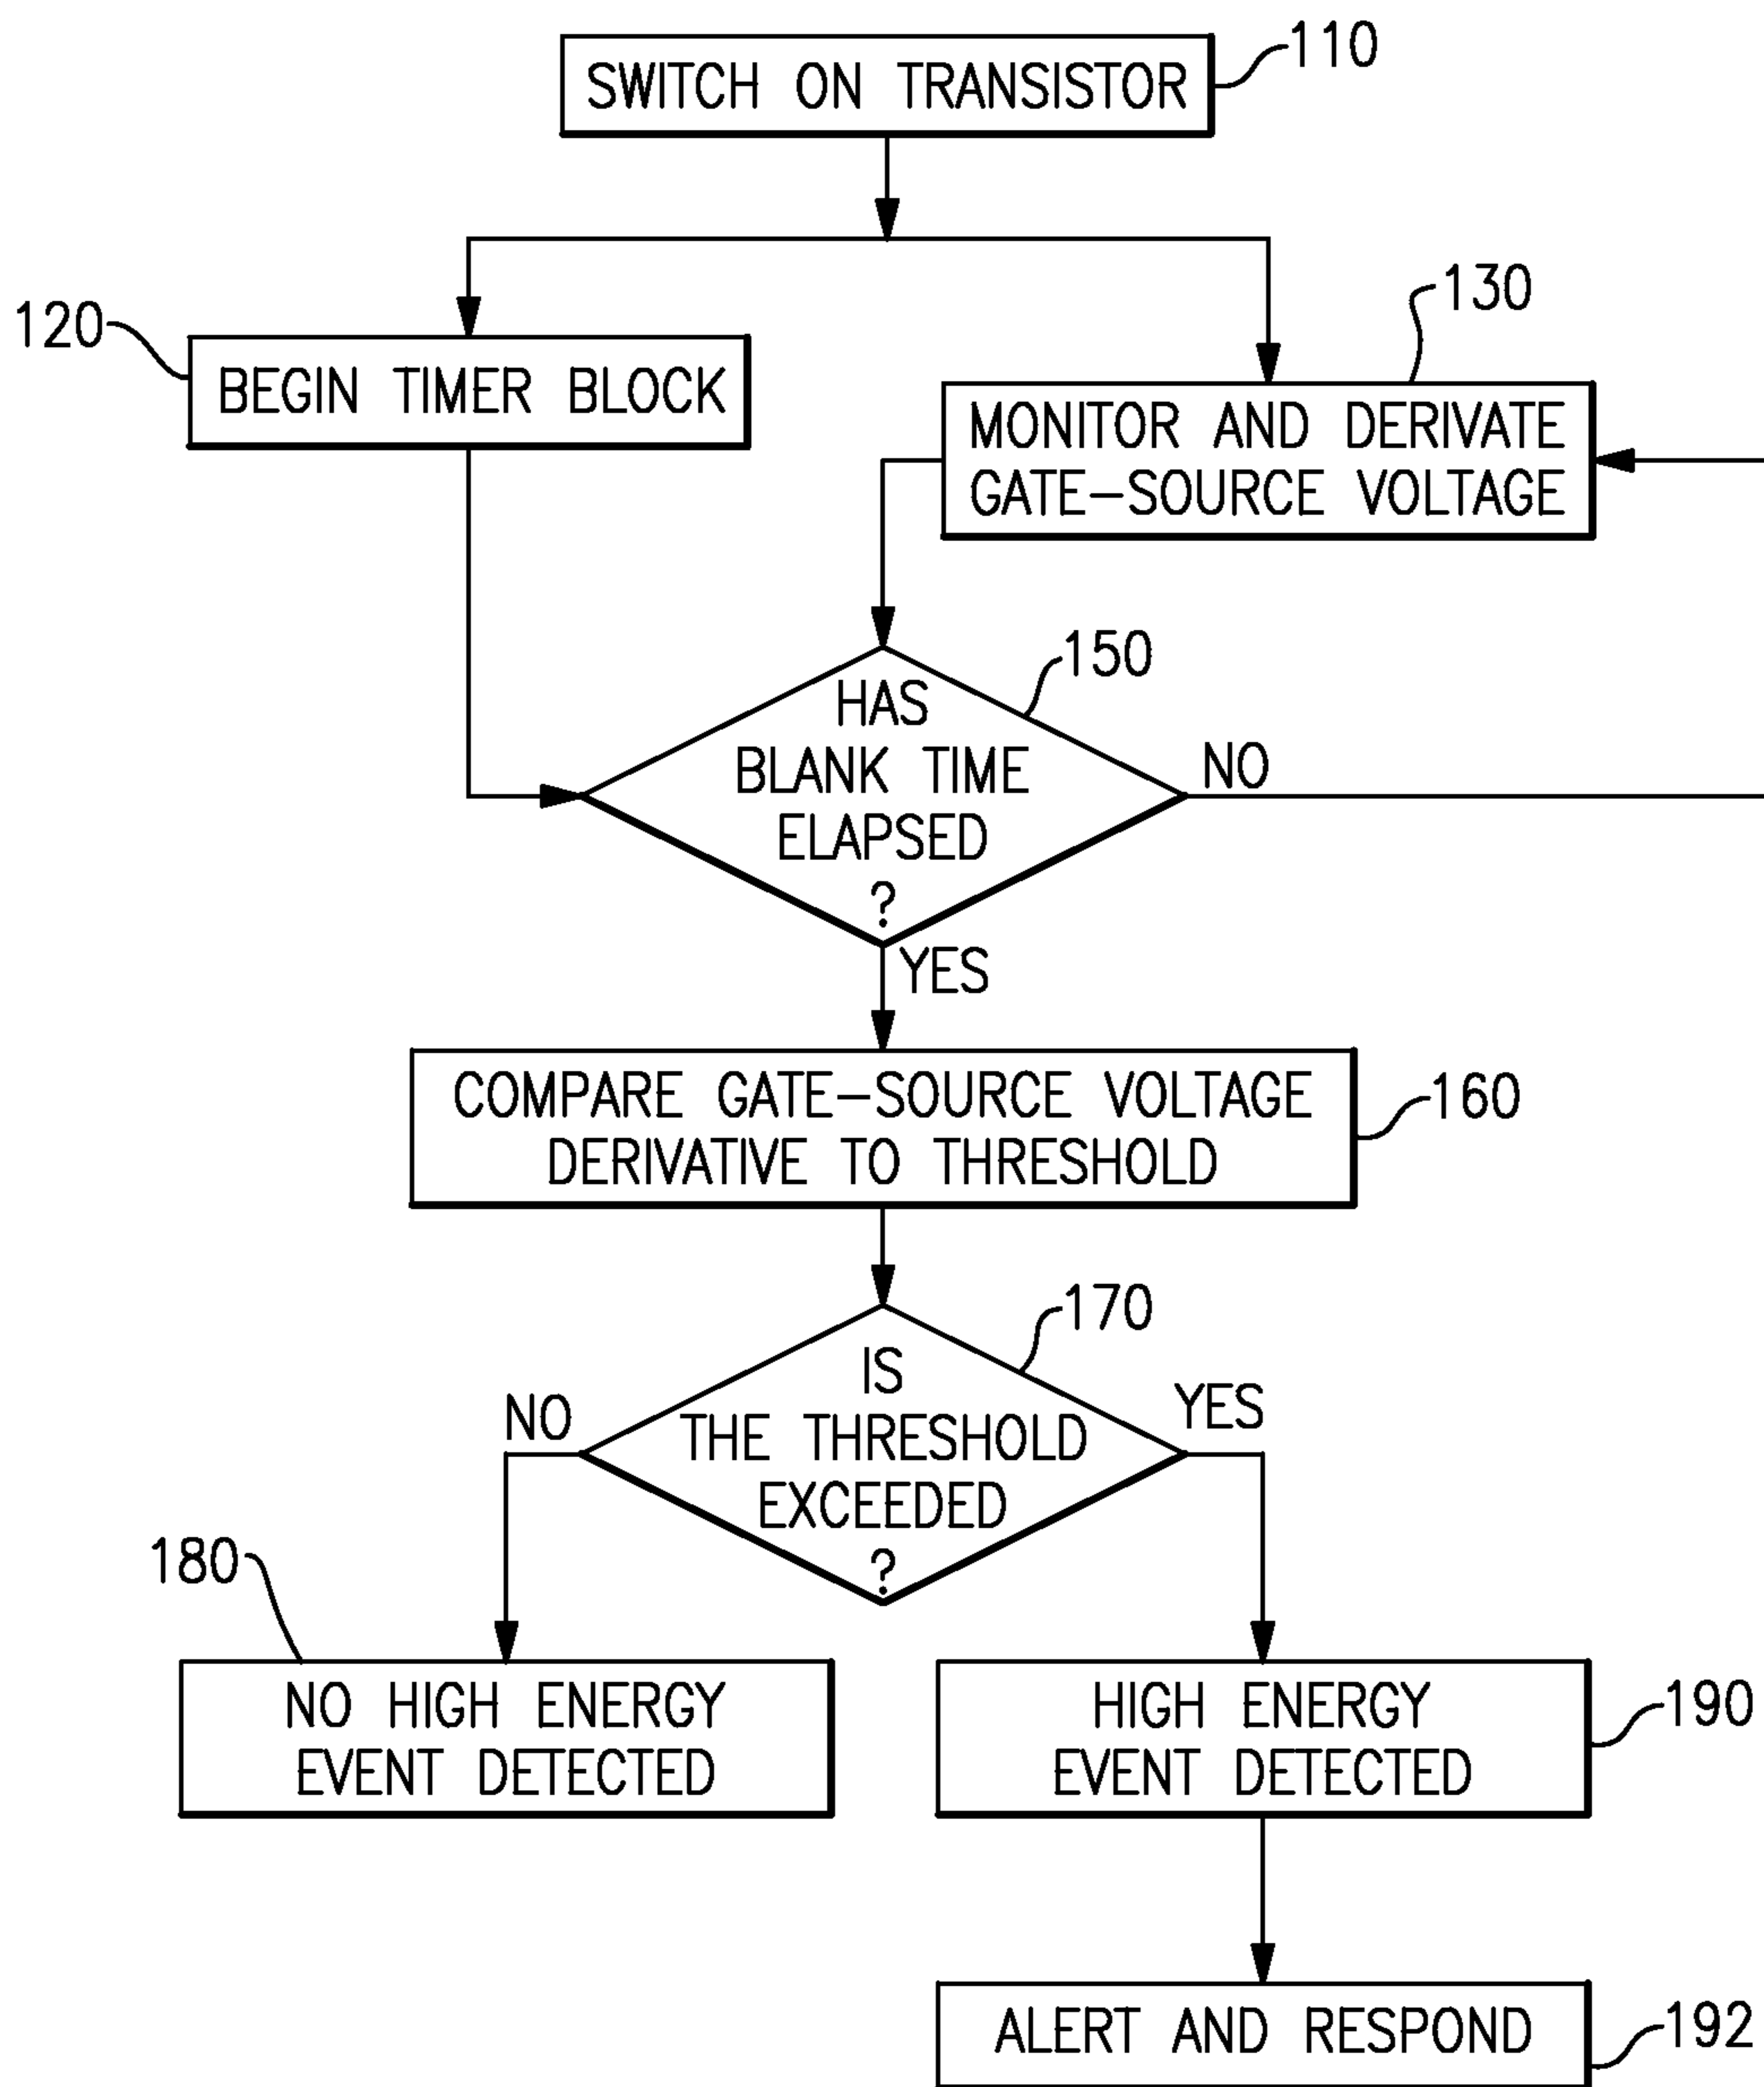 SWITCH ON TRANSISTOR
110
120
BEGIN TIMER BLOCK
130
MONITOR AND DERIVATE
GATE-SOURCE VOLTAGE
150
HAS
BLANK TIME
ELAPSED
?
NO
YES
COMPARE GATE-SOURCE VOLTAGE
DERIVATIVE TO THRESHOLD
160
170
IS
THE THRESHOLD
EXCEEDED
?
NO
YES
180
NO HIGH ENERGY
EVENT DETECTED
HIGH ENERGY
EVENT DETECTED
190
ALERT AND RESPOND
192